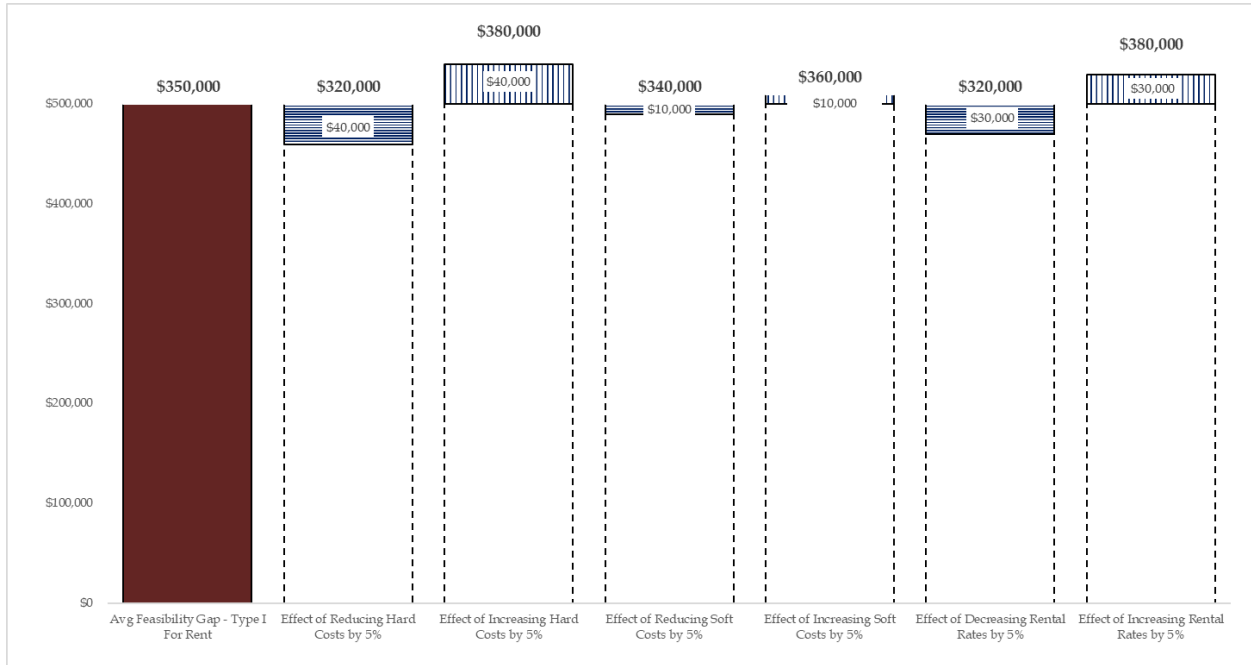 $380,000
$380,000
$350,000
$320,000
$340,000
$360,000
$320,000
$40,000
$30,000
$500,000
$40,000
$10,000
$10,000
$30,000
$400,000
$300,000
$200,000
$100,000
$0
Avg Feasibility Gap - Type I
For Rent
Effect of Reducing Hard
Costs by 5%
Effect of Increasing Hard
Costs by 5%
Effect of Reducing Soft
Costs by 5%
Effect of Increasing Soft
Costs by 5%
Effect of Decreasing Rental
Rates by 5%
Effect of Increasing Rental
Rates by 5%